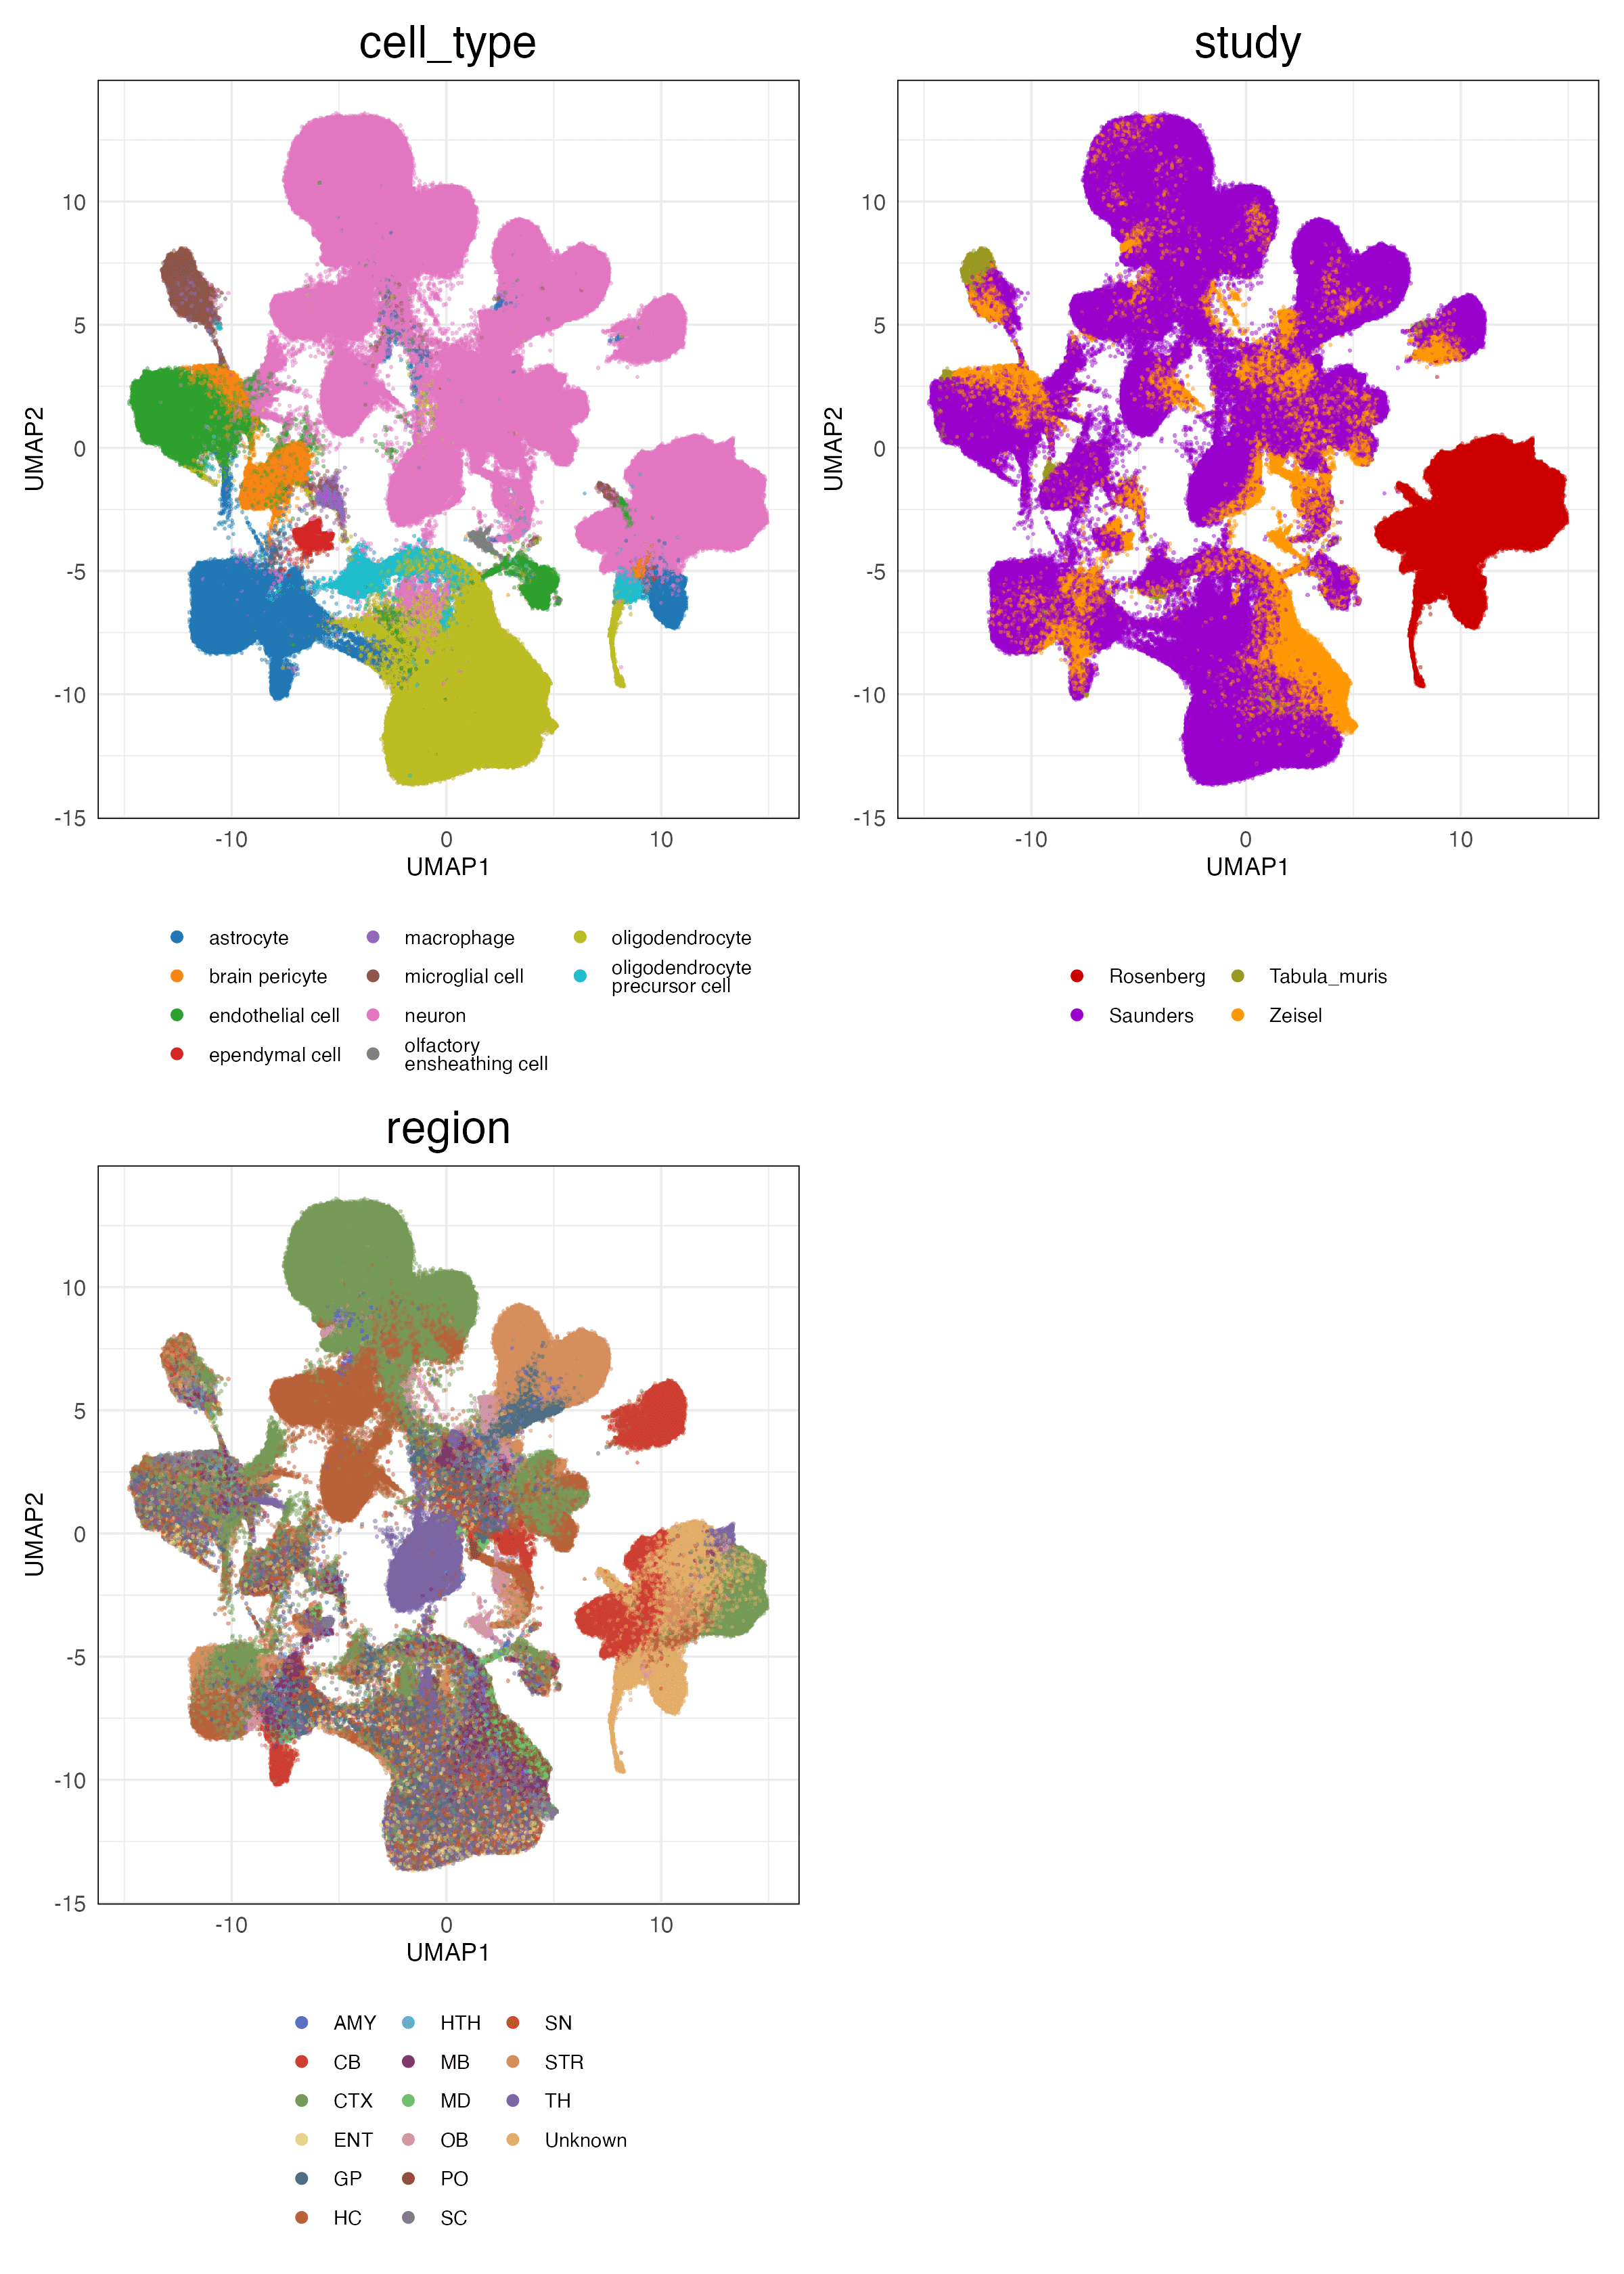 cell_type
study
10
5
0
-5
-10
-15
UMAP2
-10 0 10
UMAP1
10
5
0
-5
-10
-15
UMAP2
-10 0 10
UMAP1
astrocyte
brain pericyte
endothelial cell
ependymal cell
macrophage
microglial cell
neuron
olfactory
ensheathing cell
oligodendrocyte
oligodendrocyte
precursor cell
Rosenberg
Saunders
Tabula_muris
Zeisel
region
10
5
0
-5
-10
-15
UMAP2
-10 0 10
UMAP1
AMY
CB
CTX
ENT
GP
HC
HTH
MB
MD
OB
PO
SC
SN
STR
TH
Unknown